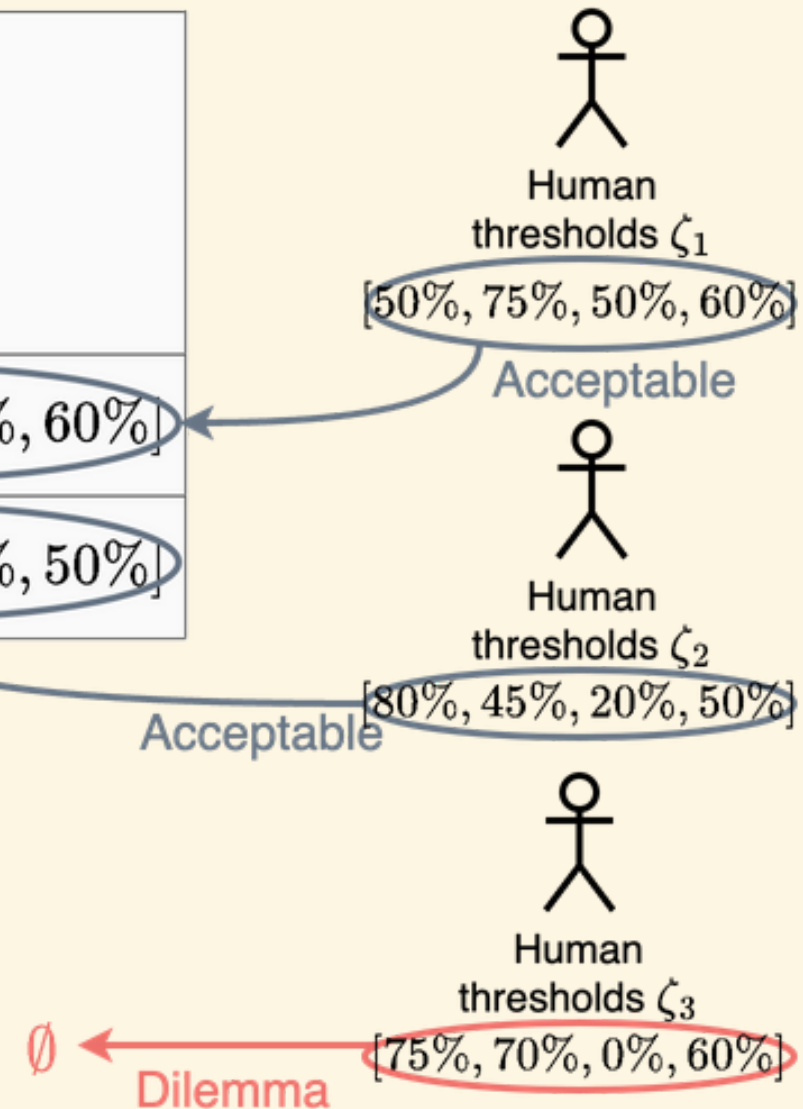 Human
thresholds ζ₁
[50%, 75%, 50%, 60%]
Acceptable
%, 60%]
Human
thresholds ζ₂
%, 50%]
[80%, 45%, 20%, 50%]
Acceptable
Human
thresholds ζ₃
[75%, 70%, 0%, 60%]
∅
Dilemma